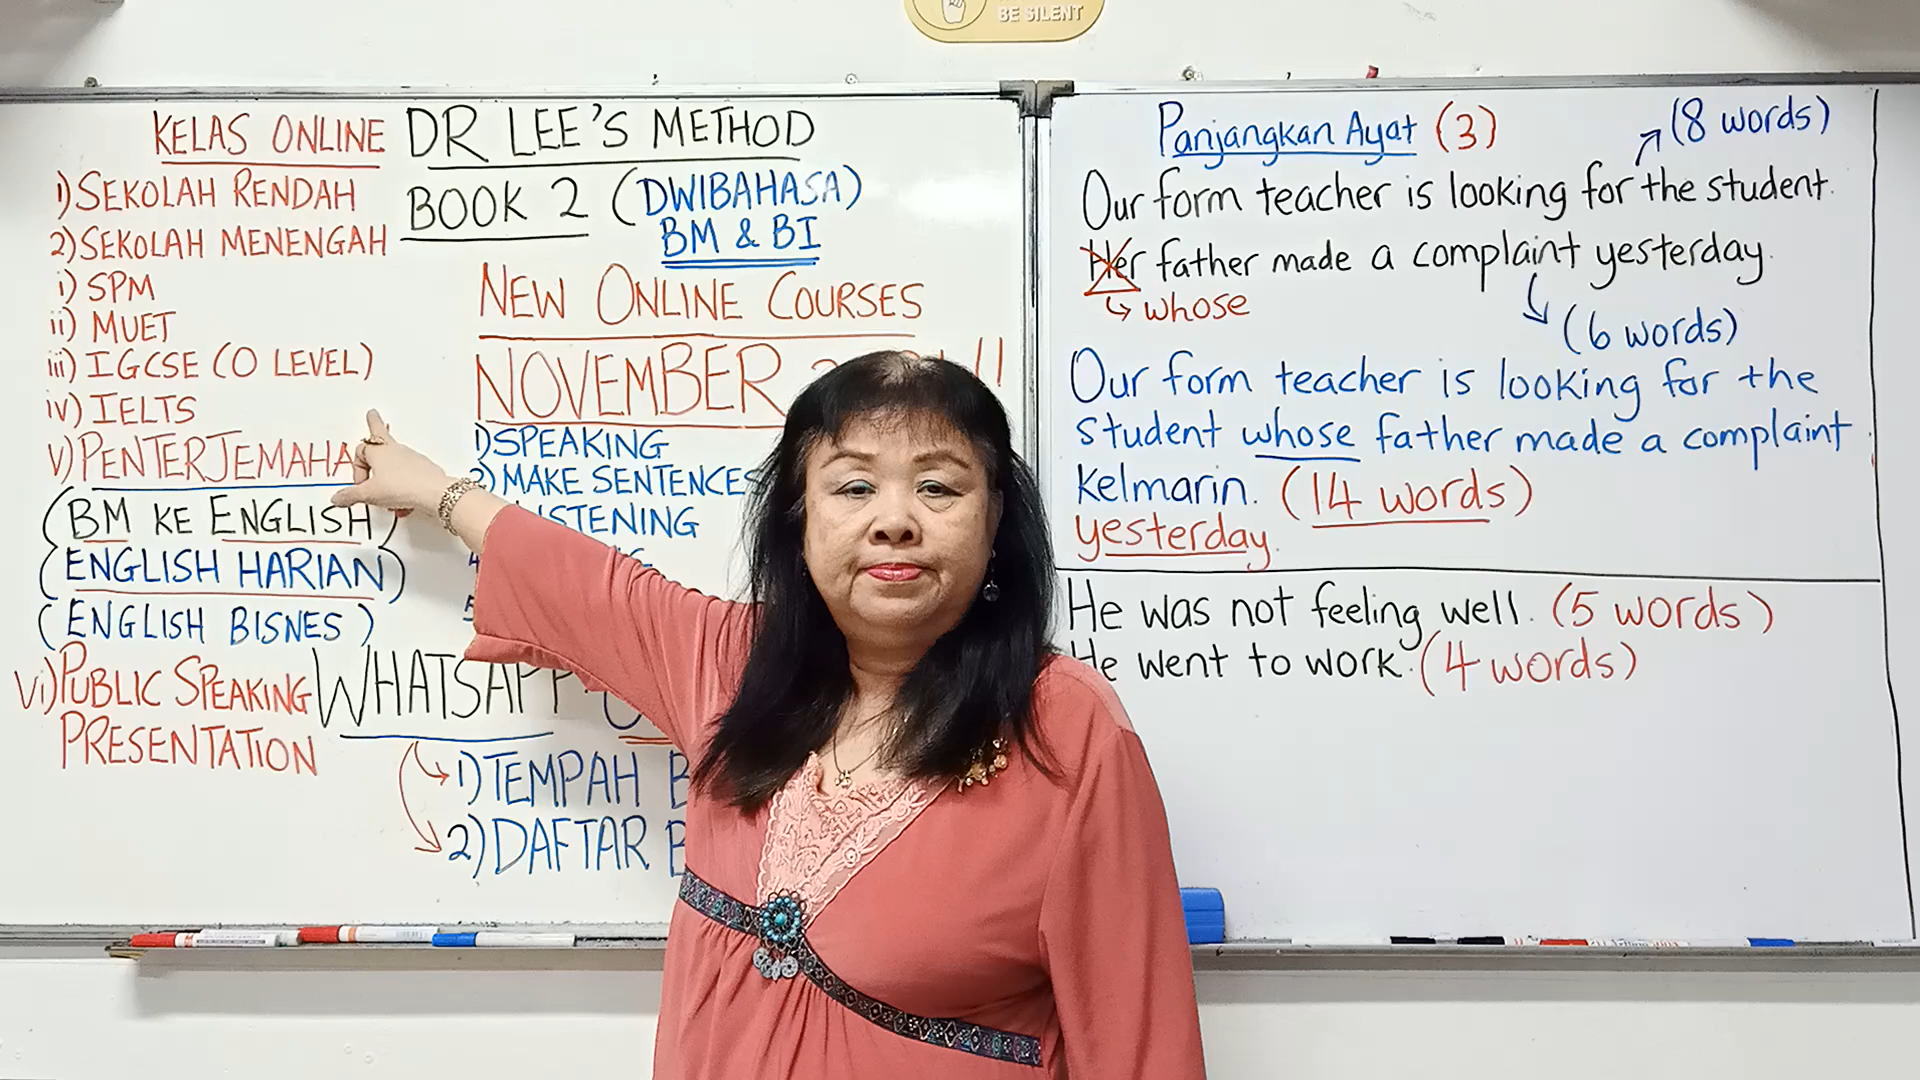 BE SILENT
KELAS ONLINE
1) SEKOLAH RENDAH
2) SEKOLAH MENENGAH
i) SPM
ii) MUET
iii) IGCSE (O LEVEL)
iv) IELTS
v) PENTERJEMAHA
(BM KE ENGLISH)
(ENGLISH HARIAN)
(ENGLISH BISNES)
vi) PUBLIC SPEAKING
PRESENTATION
DR LEE'S METHOD
BOOK 2 (DWIBAHASA)
BM & BI
NEW ONLINE COURSES
NOVEMBER
1) SPEAKING
2) MAKE SENTENCES
ISTENING
WHATSAPP
1) TEMPAH B
2) DAFTAR
Panjangkan Ayat (3)
(8 words)
Our form teacher is looking for the student.
Her father made a complaint yesterday.
whose
(6 words)
Our form teacher is looking for the
student whose father made a complaint
kelmarin. (14 words)
yesterday.
He was not feeling well. (5 words)
He went to work. (4 words)